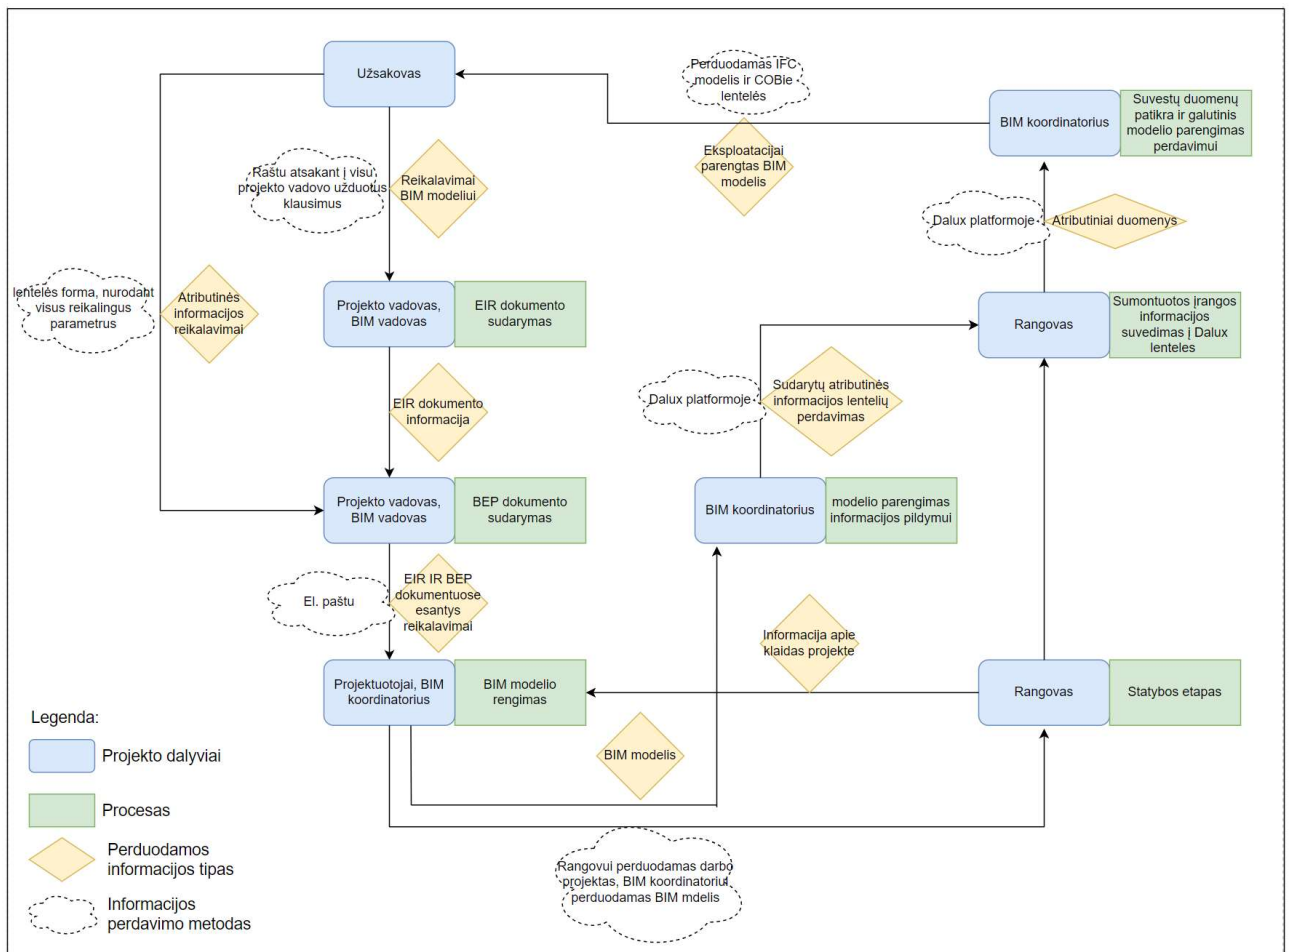 Užsakovas
Perduodamas IFC
modelis ir COBie
lentelės
BIM koordinatorius
Suvestų duomenų
patikra ir galutinis
modelio parengimas
perdavimui
Raštu atsakant į visu
projekto vadovo užduotus
klausimus
Reikalavimai
BIM modeliui
Eksploatacijai
parengtas BIM
modelis
Dalux platformoje
Atributiniai duomenys
lentelės forma, nurodant
visus reikalingus
parametrus
Atributinės
informacijos
reikalavimai
Projekto vadovas,
BIM vadovas
EIR dokumento
sudarymas
Rangovas
Sumontuotos įrangos
informacijos
suvedimas į Dalux
lenteles
EIR dokumento
informacija
Dalux platformoje
Sudarytų atributinės
informacijos lentelių
perdavimas
Projekto vadovas,
BIM vadovas
BEP dokumento
sudarymas
BIM koordinatorius
modelio parengimas
informacijos pildymui
El. paštu
EIR IR BEP
dokumentuose
esantys
reikalavimai
Informacija apie
klaidas projekte
Projektuotojai, BIM
koordinatorius
BIM modelio
rengimas
Rangovas
Statybos etapas
BIM modelis
Rangovui perduodamas darbo
projektas, BIM koordinatoriui
perduodamas BIM mdelis
Legenda:
Projekto dalyviai
Procesas
Perduodamos
informacijos tipas
Informacijos
perdavimo metodas